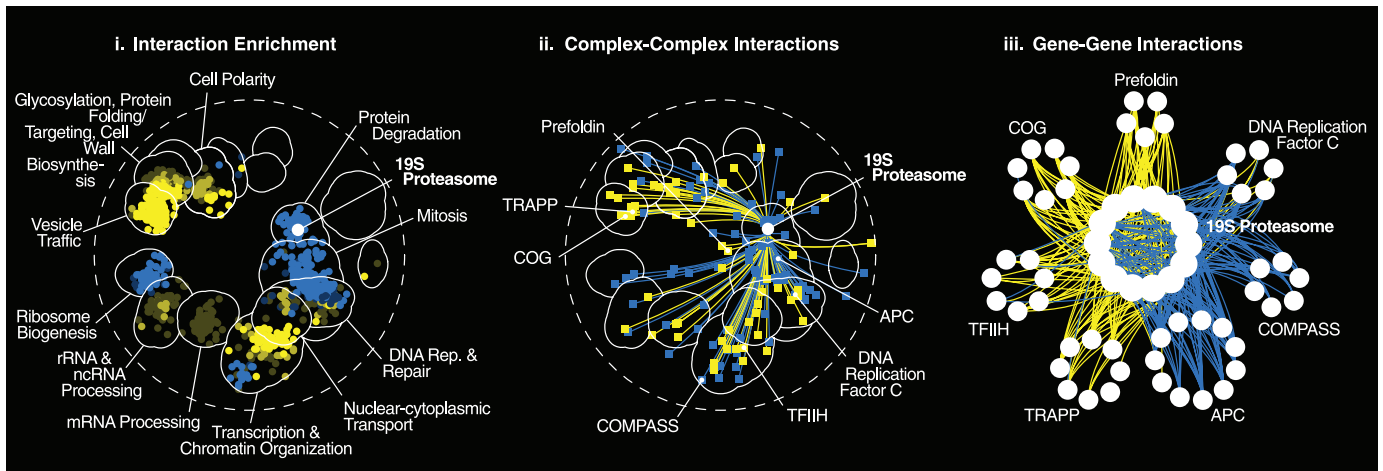 i. Interaction Enrichment
Cell Polarity
Glycosylation, Protein
Folding/
Targeting, Cell
Wall
Biosynthe-
sis
Protein
Degradation
19S
Proteasome
Mitosis
Vesicle
Traffic
Ribosome
Biogenesis
rRNA &
ncRNA
Processing
mRNA Processing
Transcription &
Chromatin Organization
Nuclear-cytoplasmic
Transport
DNA Rep. &
Repair
ii. Complex-Complex Interactions
Prefoldin
19S
Proteasome
TRAPP
COG
APC
DNA
Replication
Factor C
TFIIH
COMPASS
iii. Gene-Gene Interactions
Prefoldin
COG
DNA Replication
Factor C
19S Proteasome
TFIIH
COMPASS
TRAPP
APC